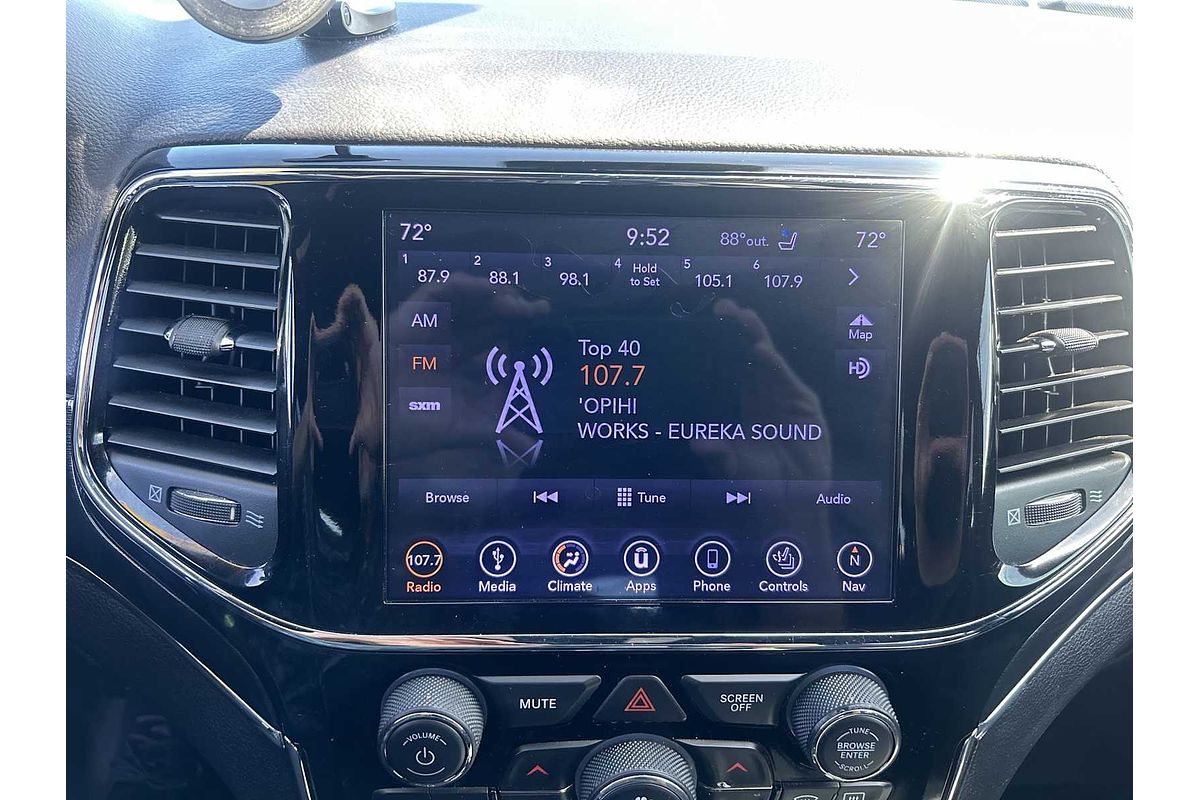 72° 9:52 88° out. 72°
1 87.9 2 88.1 3 98.1 4 Hold to Set 5 105.1 6 107.9
AM
Map
FM
HD
sxm
Top 40
107.7
'OPIHI
WORKS - EUREKA SOUND
Browse Tune Audio
107.7 ū N
Radio Media Climate Apps Phone Controls Nav
MUTE
SCREEN
OFF
VOLUME
TUNE
BROWSE
ENTER
SCROLL